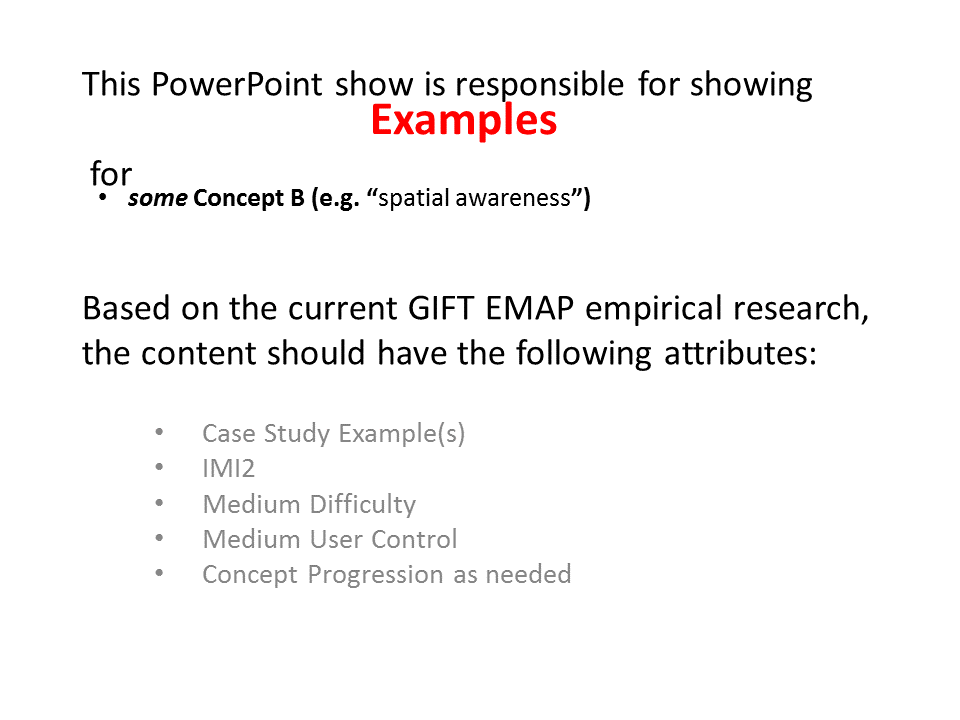 This PowerPoint show is responsible for showing
Examples
for
• some Concept B (e.g. “spatial awareness”)
Based on the current GIFT EMAP empirical research,
the content should have the following attributes:
• Case Study Example(s)
• IMI2
• Medium Difficulty
• Medium User Control
• Concept Progression as needed